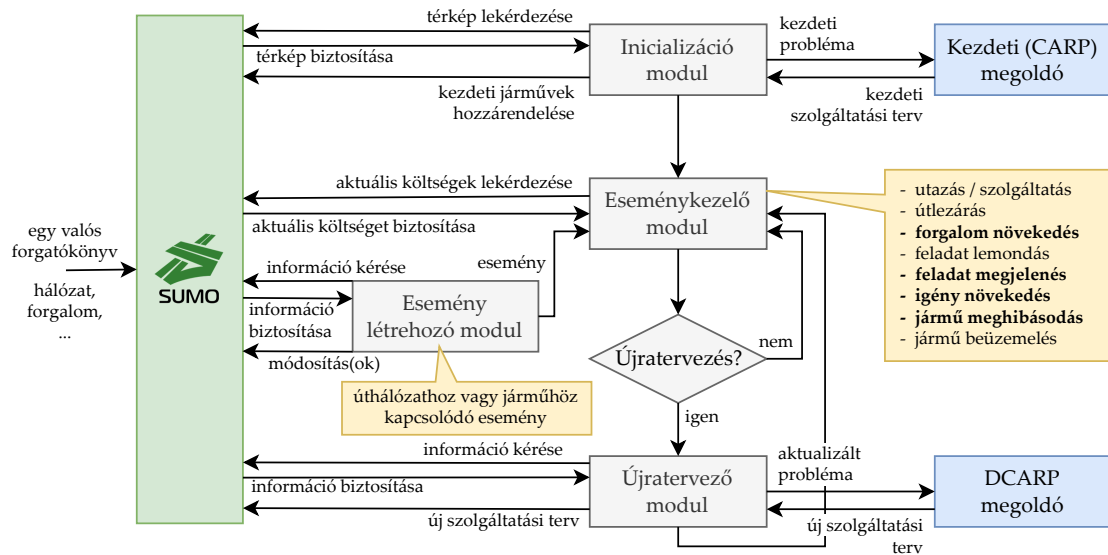 térkép lekérdezése
térkép biztosítása
kezdeti járművek
hozzárendelése
Inicializáció
modul
kezdeti
probléma
kezdeti
szolgáltatási terv
Kezdeti (CARP)
megoldó
egy valós
forgatókönyv
hálózat,
forgalom,
...
SUMO
aktuális költségek lekérdezése
aktuális költséget biztosítása
Eseménykezelő
modul
- utazás / szolgáltatás
- útlezárás
- forgalom növekedés
- feladat lemondás
- feladat megjelenés
- igény növekedés
- jármű meghibásodás
- jármű beüzemelés
információ kérése
információ
biztosítása
módosítás(ok)
esemény
Esemény
létrehozó modul
úthálózathoz vagy járműhöz
kapcsolódó esemény
Újratervezés?
nem
igen
információ kérése
információ biztosítása
új szolgáltatási terv
Újratervező
modul
aktualizált
probléma
új szolgáltatási
terv
DCARP
megoldó